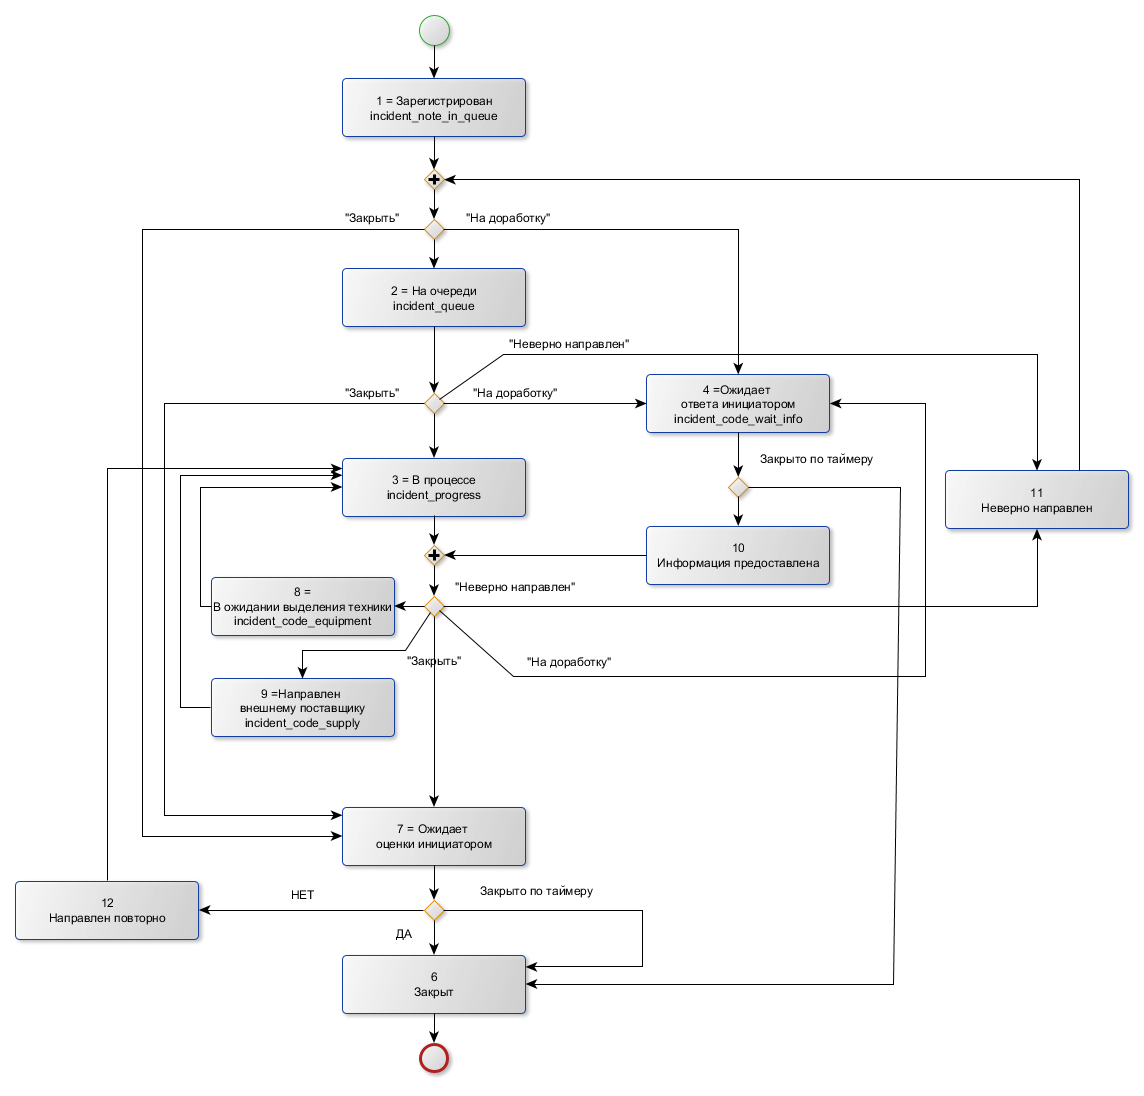 1 = Зарегистрирован
incident_note_in_queue
"Закрыть"
"На доработку"
2 = На очереди
incident_queue
"Неверно направлен"
"Закрыть"
"На доработку"
4 =Ожидает
ответа инициатором
incident_code_wait_info
Закрыто по таймеру
3 = В процессе
incident_progress
11
Неверно направлен
10
Информация предоставлена
"Неверно направлен"
8 =
В ожидании выделения техники
incident_code_equipment
"Закрыть"
"На доработку"
9 =Направлен
внешнему поставщику
incident_code_supply
7 = Ожидает
оценки инициатором
Закрыто по таймеру
НЕТ
12
Направлен повторно
ДА
6
Закрыт